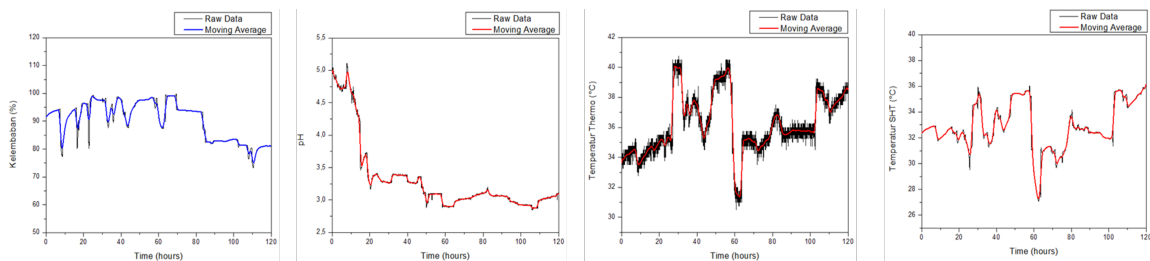 Raw Data
Moving Average
120
110
100
90
80
70
60
50
Kelembaban (%)
0 20 40 60 80 100 120
Time (hours)
Raw Data
Moving Average
5,5
5,0
4,5
4,0
3,5
3,0
2,5
pH
0 20 40 60 80 100 120
Time (hours)
Raw Data
Moving Average
42
40
38
36
34
32
30
Temperatur Thermo (°C)
0 20 40 60 80 100 120
Time (hours)
Raw Data
Moving Average
40
38
36
34
32
30
28
26
Temperatur SHT (°C)
0 20 40 60 80 100 120
Time (hours)